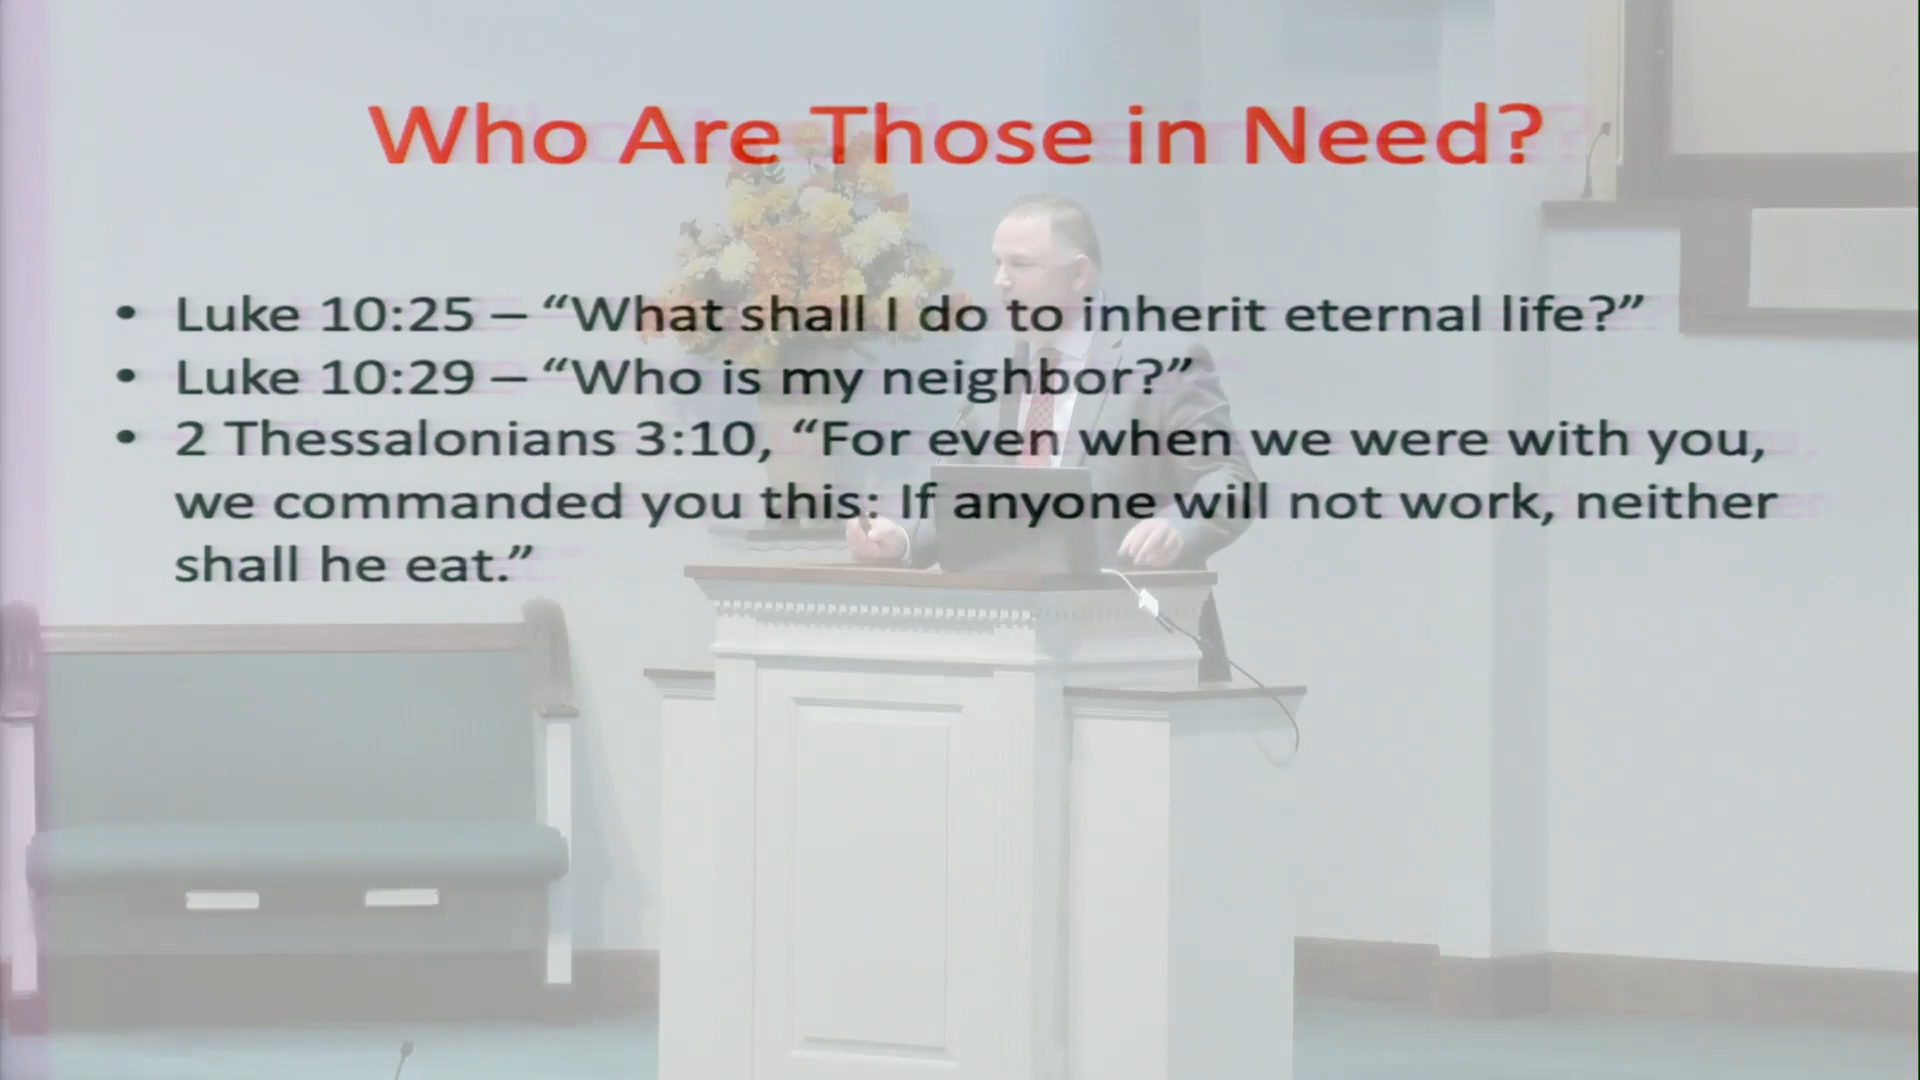 Who Are Those in Need?
• Luke 10:25 – “What shall I do to inherit eternal life?”
• Luke 10:29 – “Who is my neighbor?”
• 2 Thessalonians 3:10, “For even when we were with you,
we commanded you this: If anyone will not work, neither
shall he eat.”